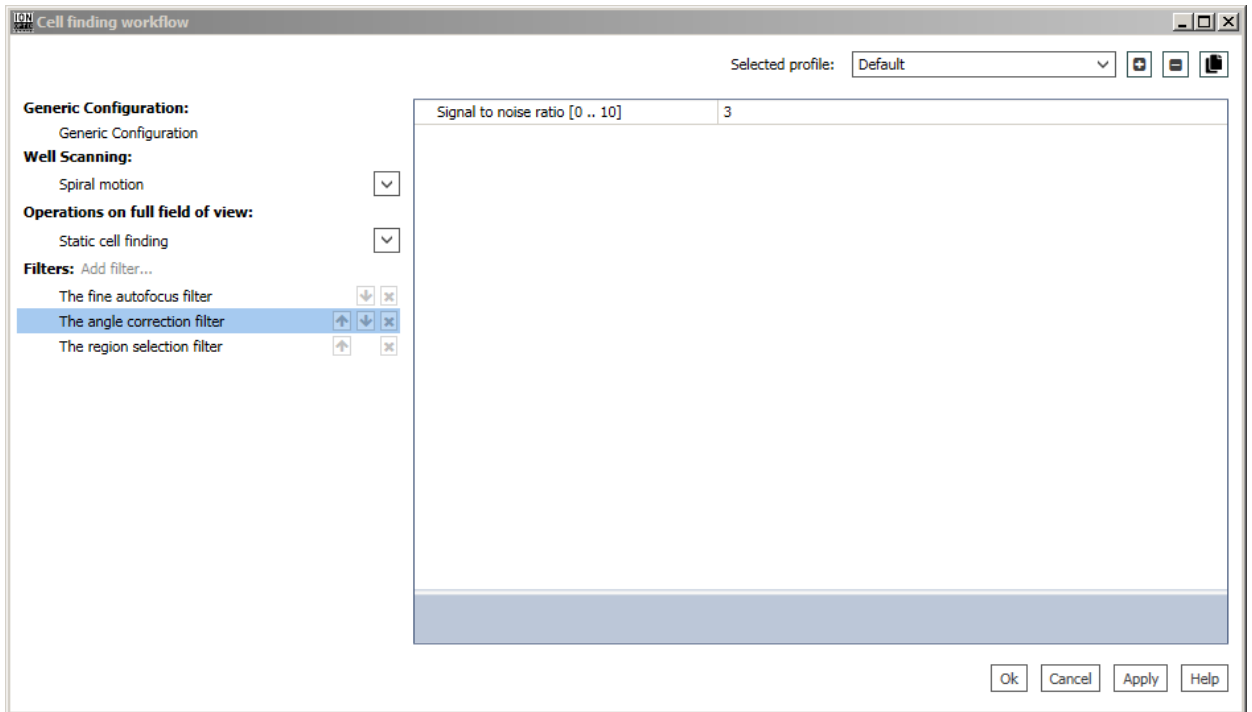 ION
Cell finding workflow
Selected profile: Default
Generic Configuration:
Generic Configuration
Well Scanning:
Spiral motion
Operations on full field of view:
Static cell finding
Filters: Add filter...
The fine autofocus filter
The angle correction filter
The region selection filter
Signal to noise ratio [0 .. 10] 3
Ok Cancel Apply Help